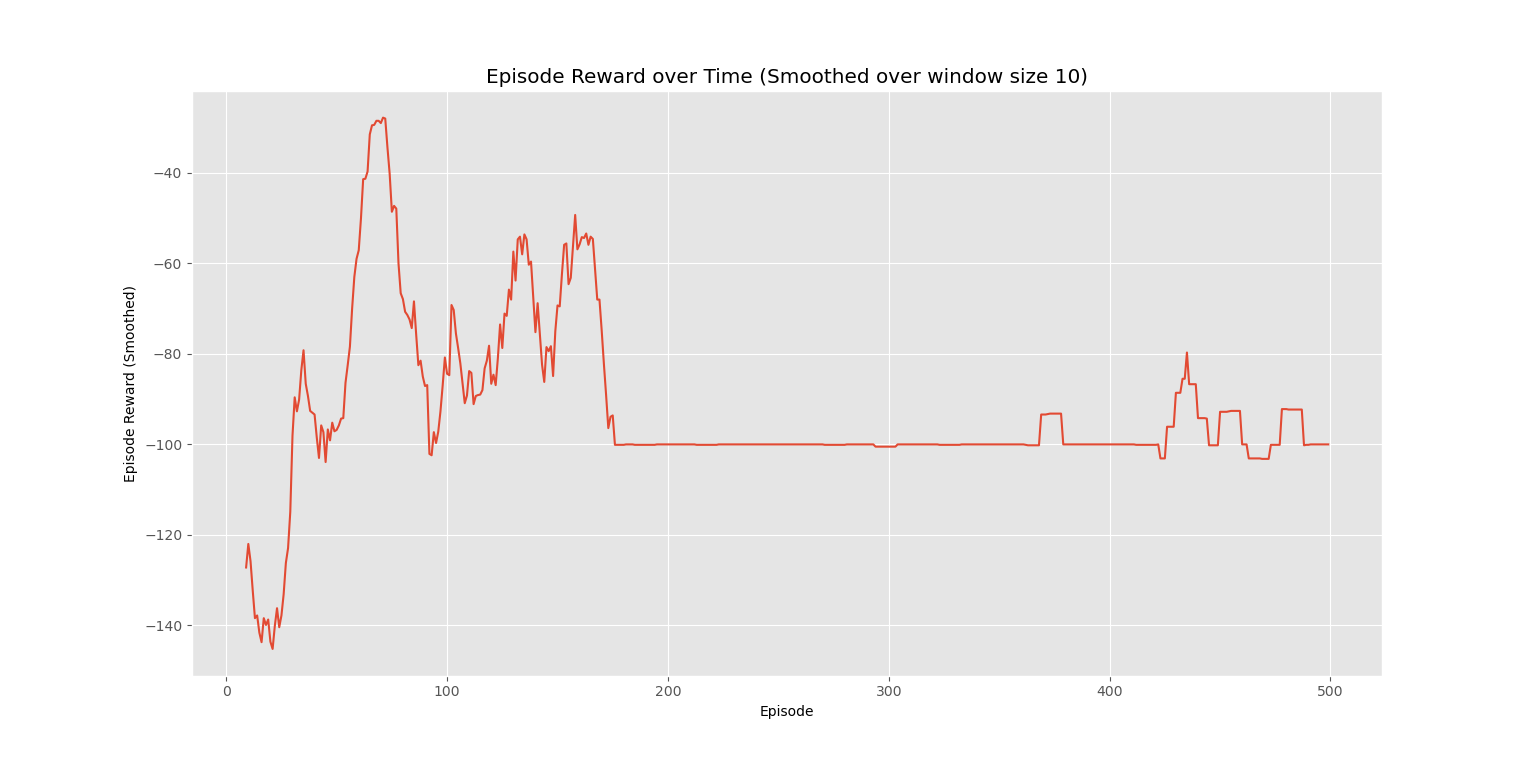 Episode Reward over Time (Smoothed over window size 10)
Episode Reward (Smoothed)
−40
−60
−80
−100
−120
−140
0 100 200 300 400 500
Episode